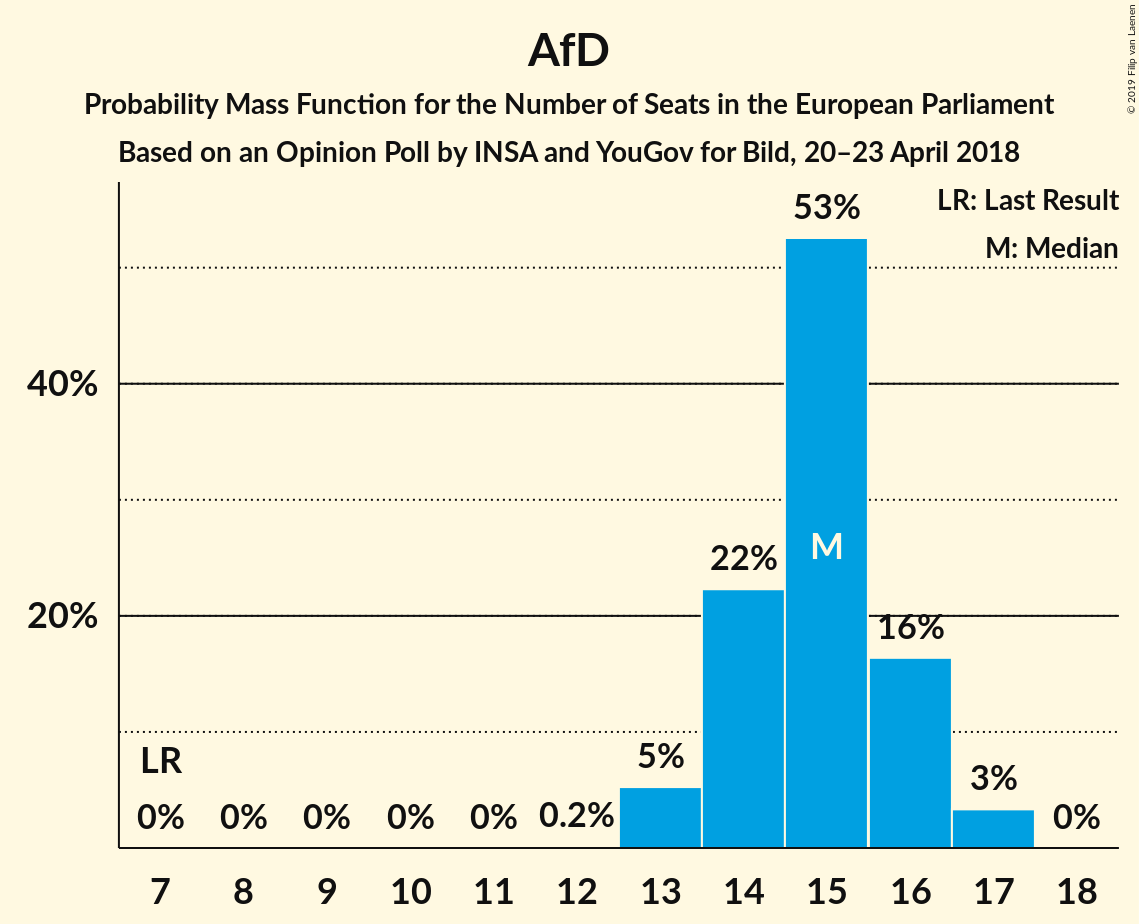 AfD
Probability Mass Function for the Number of Seats in the European Parliament
Based on an Opinion Poll by INSA and YouGov for Bild, 20–23 April 2018
© 2019 Filip van Laenen
LR: Last Result
M: Median
53%
40%
M
22%
20%
16%
LR
5%
3%
0% 0% 0% 0% 0% 0.2% 0%
7 8 9 10 11 12 13 14 15 16 17 18